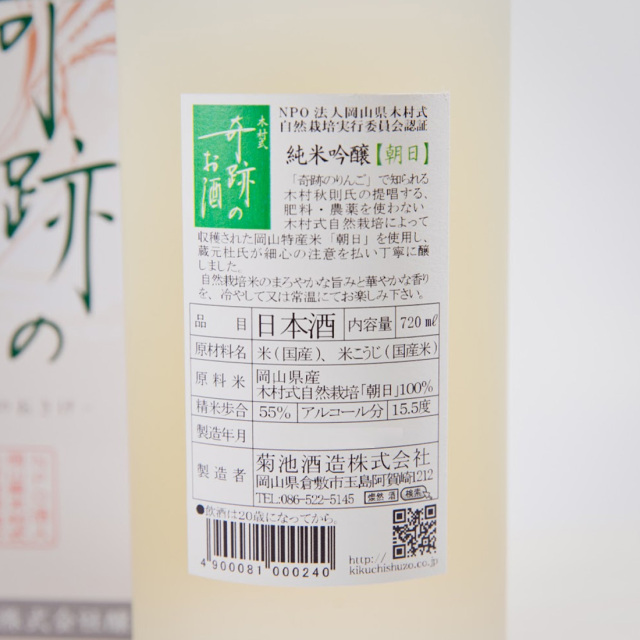 NPO法人岡山県木村式
自然栽培実行委員会認証
木村式
奇跡の
お酒
純米吟醸【朝日】
「奇跡のりんご」で知られる
木村秋則氏の提唱する、
肥料・農薬を使わない
木村式自然栽培によって
収穫された岡山特産米「朝日」を使用し、
蔵元杜氏が細心の注意を払い丁寧に醸
しました。
自然栽培米のまろやかな旨みと華やかな香り
を、冷やして又は常温にてお楽しみ下さい。
品目 日本酒 内容量 720㎖
原材料名 米(国産)、米こうじ(国産米)
原料米 岡山県産
木村式自然栽培「朝日」100%
精米歩合 55% アルコール分 15.5度
製造年月
製造者 菊池酒造株式会社
岡山県倉敷市玉島阿賀崎1212
TEL:086-522-5145 燦然 酒 検索
●飲酒は20歳になってから。
4900081 000240
http://
kikuchishuzo.co.jp
跡
の
株式会社